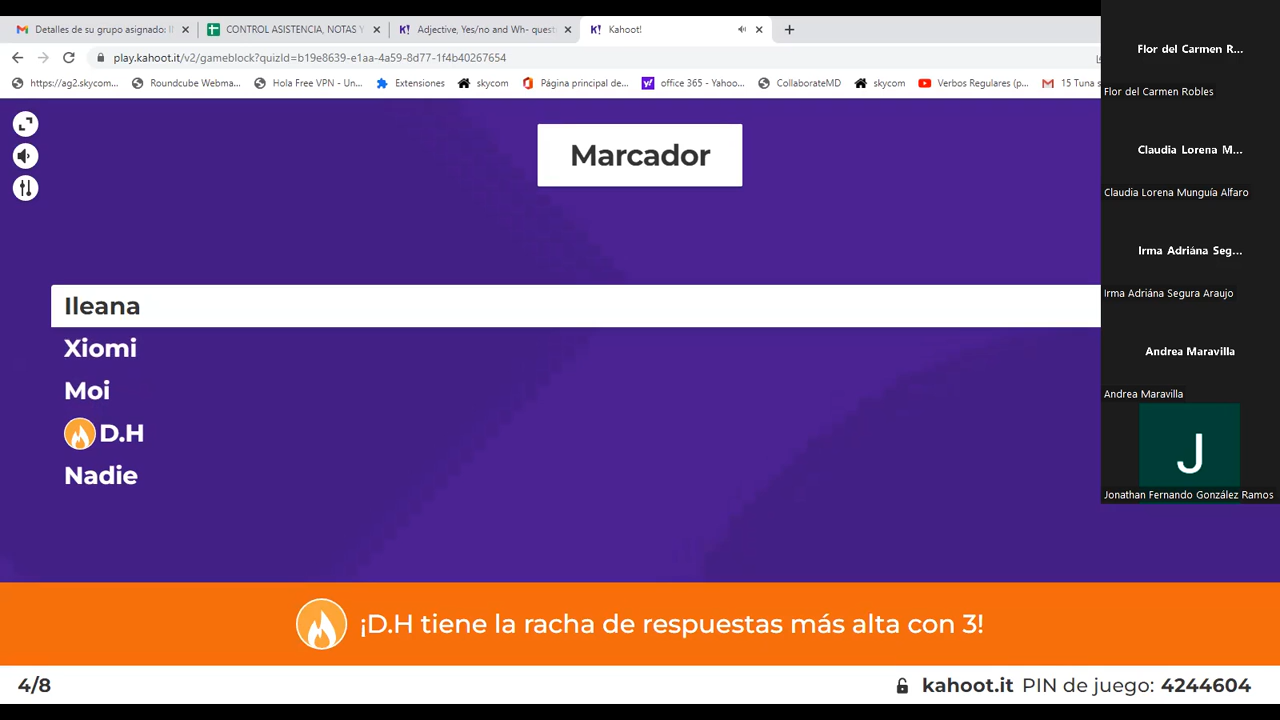 Detalles de su grupo asignado: I
CONTROL ASISTENCIA, NOTAS Y
Adjective, Yes/no and Wh- quest
Kahoot!
play.kahoot.it/v2/gameblock?quizId=b19e8639-e1aa-4a59-8d77-1f4b40267654
https://ag2.skycom...
Roundcube Webma...
Hola Free VPN - Un...
Extensiones
skycom
Página principal de...
office 365 - Yahoo...
CollaborateMD
skycom
Verbos Regulares (p...
15 Tuna s
Marcador
Ileana
Xiomi
Moi
D.H
Nadie
¡D.H tiene la racha de respuestas más alta con 3!
4/8
kahoot.it PIN de juego: 4244604
Flor del Carmen R...
Flor del Carmen Robles
Claudia Lorena M...
Claudia Lorena Munguía Alfaro
Irma Adriána Seg...
Irma Adriána Segura Araujo
Andrea Maravilla
Andrea Maravilla
J
Jonathan Fernando González Ramos